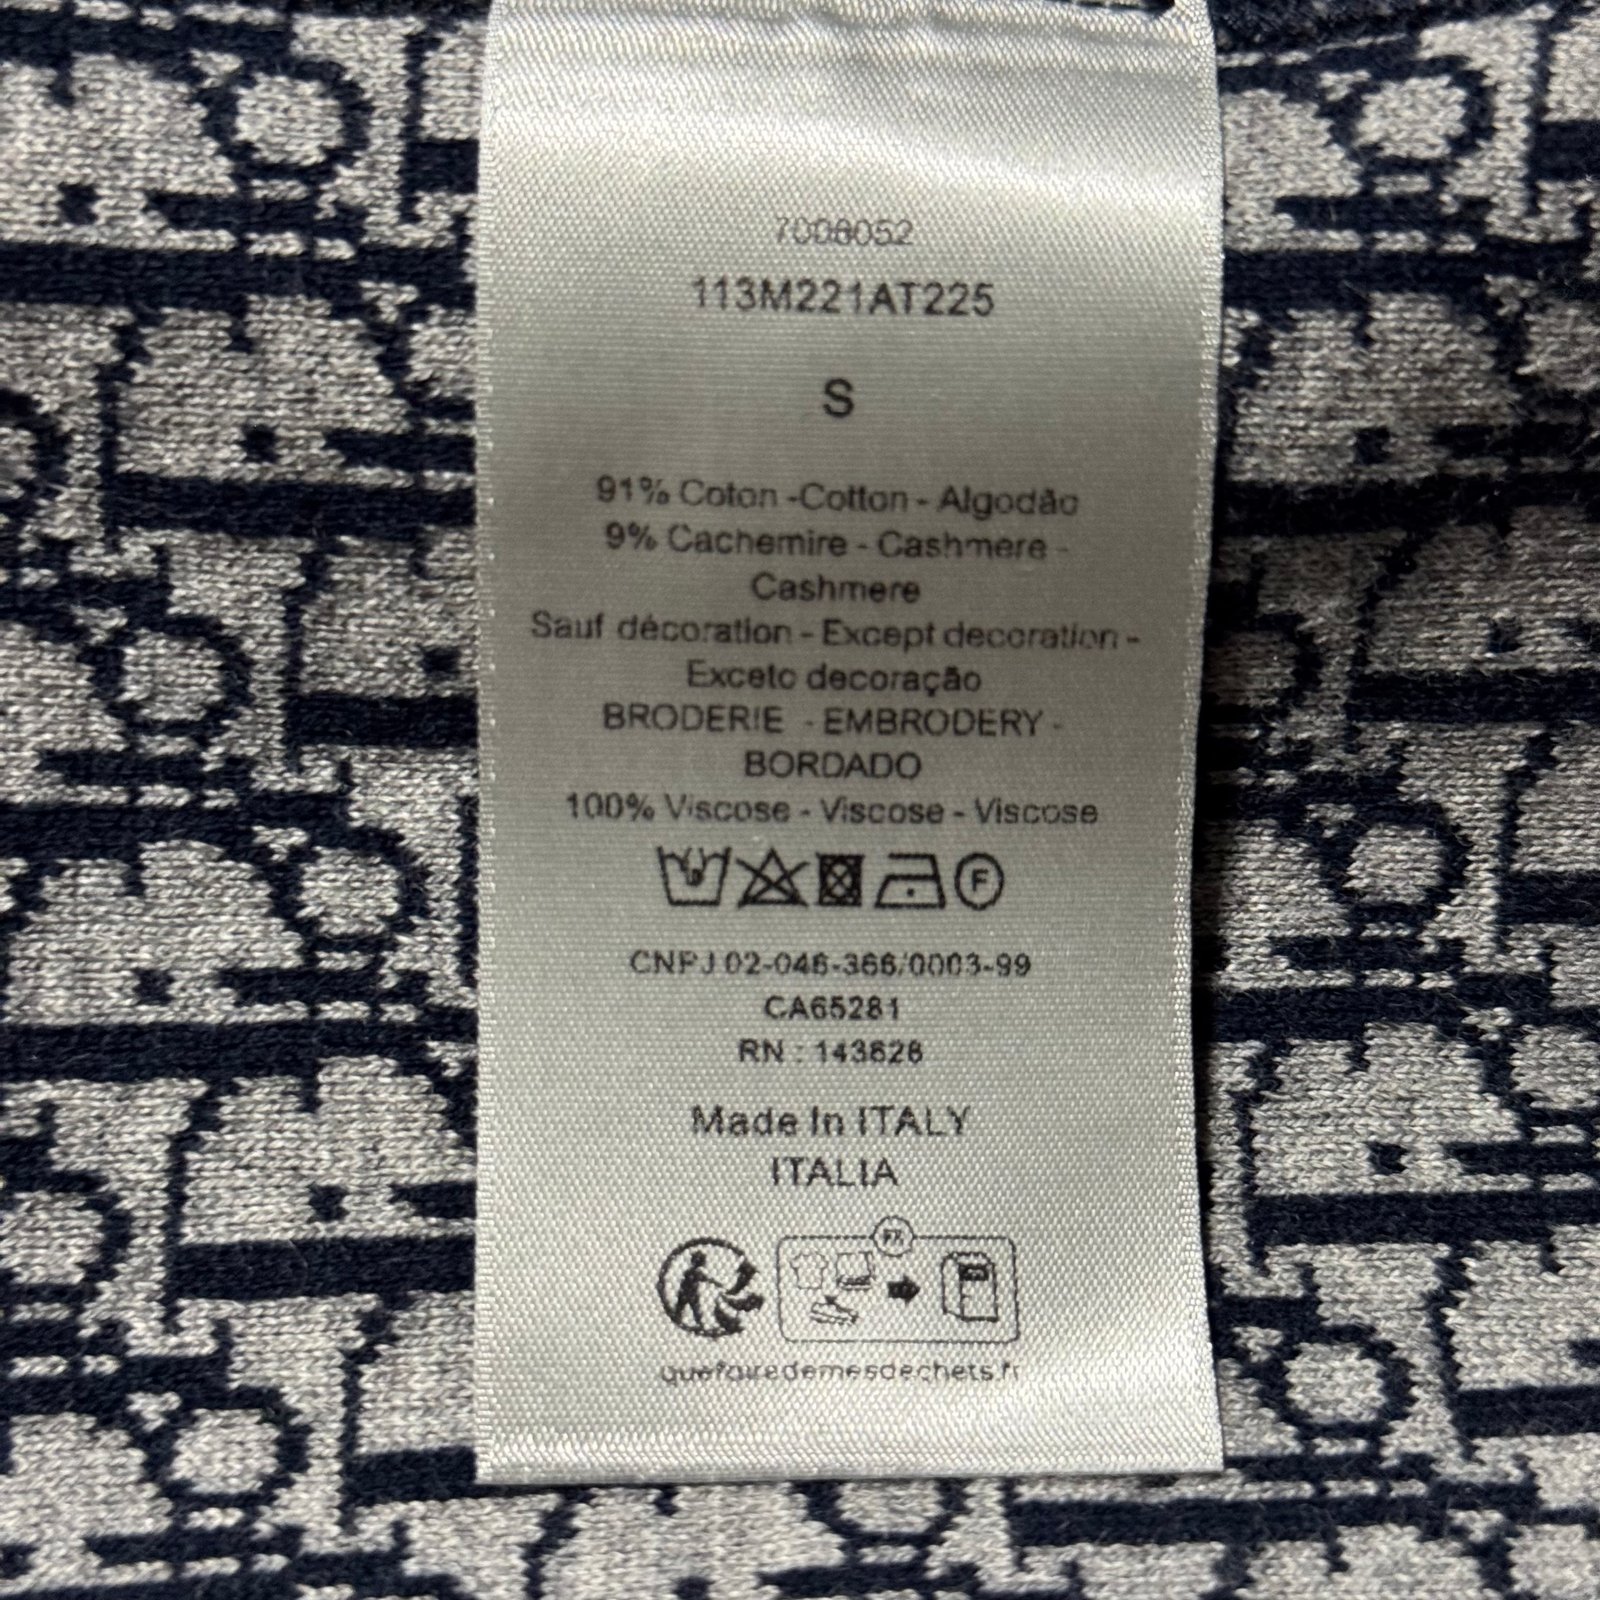 7008052
113M221AT225
S
91% Coton -Cotton - Algodão
9% Cachemire - Cashmere -
Cashmere
Sauf décoration - Except decoration -
Exceto decoração
BRODERIE - EMBRODERY -
BORDADO
100% Viscose - Viscose - Viscose
F
CNPJ 02-046-366/0003-99
CA65281
RN : 143628
Made In ITALY
ITALIA
FR
quefairedemesdechets.fr